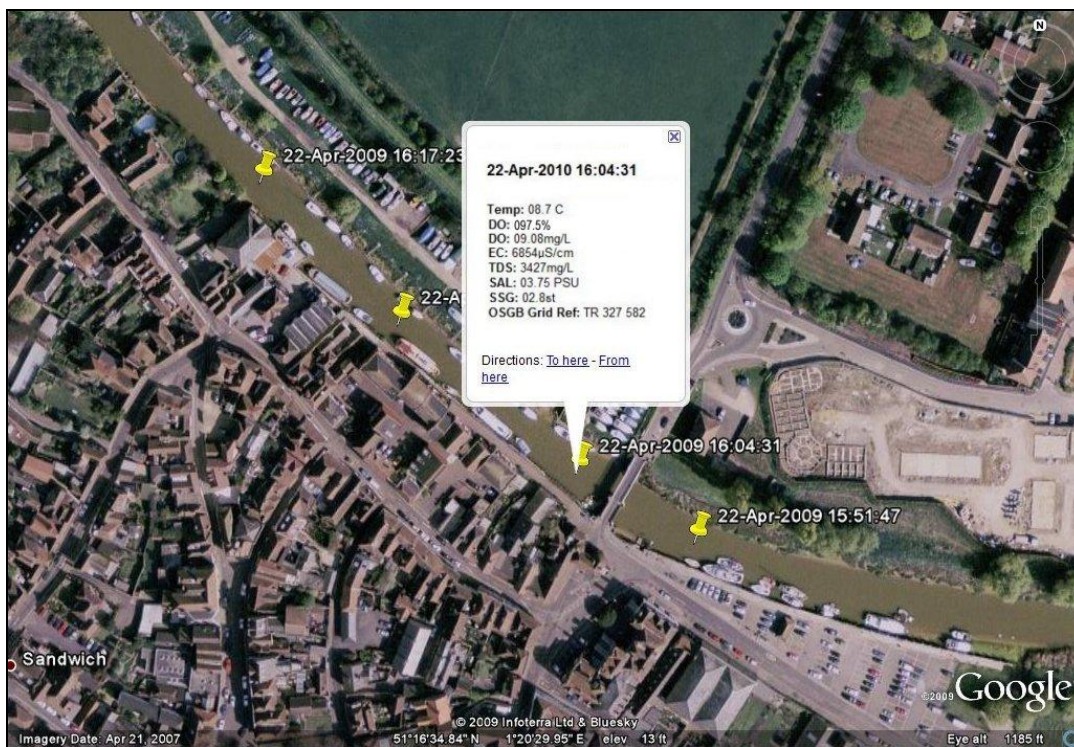 N
22-Apr-2009 16:17:23
22-Apr-2010 16:04:31
Temp: 08.7 C
DO: 097.5%
DO: 09.08mg/L
EC: 6854µS/cm
TDS: 3427mg/L
SAL: 03.75 PSU
SSG: 02.8st
OSGB Grid Ref: TR 327 582
Directions: To here - From
here
22-A
22-Apr-2009 16:04:31
22-Apr-2009 15:51:47
Sandwich
©2009 Google
© 2009 Infoterra Ltd & Bluesky
Imagery Date: Apr 21, 2007
51°16'34.84" N 1°20'29.95" E elev 13 ft
Eye alt 1185 ft